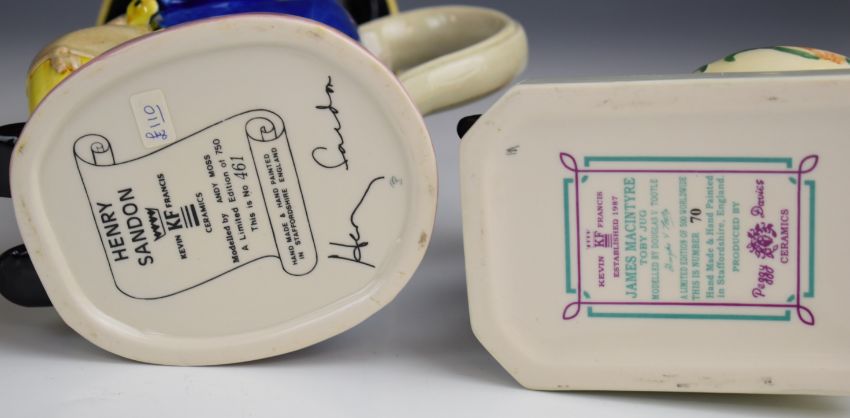 £110
HENRY
SANDON
KEVIN KF FRANCIS
CERAMICS
Modelled by ANDY MOSS
A Limited Edition of 750
This is No 461
HAND MADE & HAND PAINTED
IN STAFFORDSHIRE ENGLAND
Henry Sandon
KEVIN KF FRANCIS
ESTABLISHED 1987
JAMES MACINTYRE
TOBY JUG
MODELLED BY DOUGLAS V. TOOTLE
A LIMITED EDITION OF 500 WORLDWIDE
THIS IS NUMBER 70
Hand Made & Hand Painted
in Staffordshire, England.
PRODUCED BY
Peggy Davies
CERAMICS